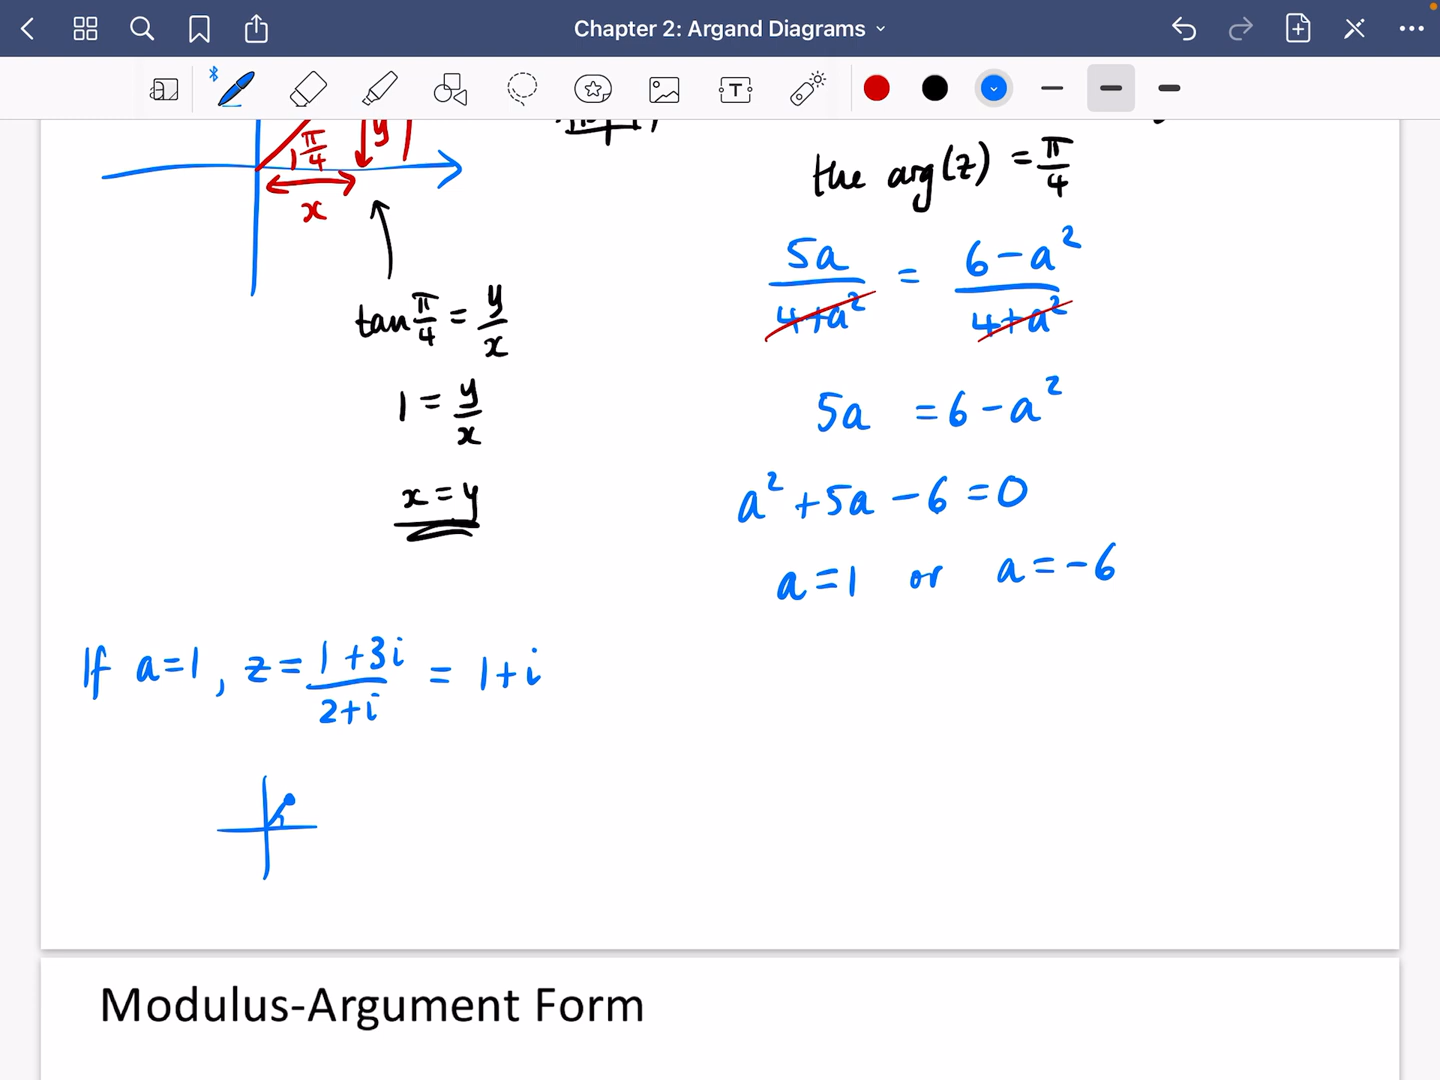 Chapter 2: Argand Diagrams
π/4
y
x
the arg(z) = π/4
tan π/4 = y/x
1 = y/x
x = y
5a/(4+a²) = (6-a²)/(4+a²)
5a = 6-a²
a² + 5a - 6 = 0
a = 1 or a = -6
If a=1, z = (1+3i)/(2+i) = 1+i
Modulus-Argument Form